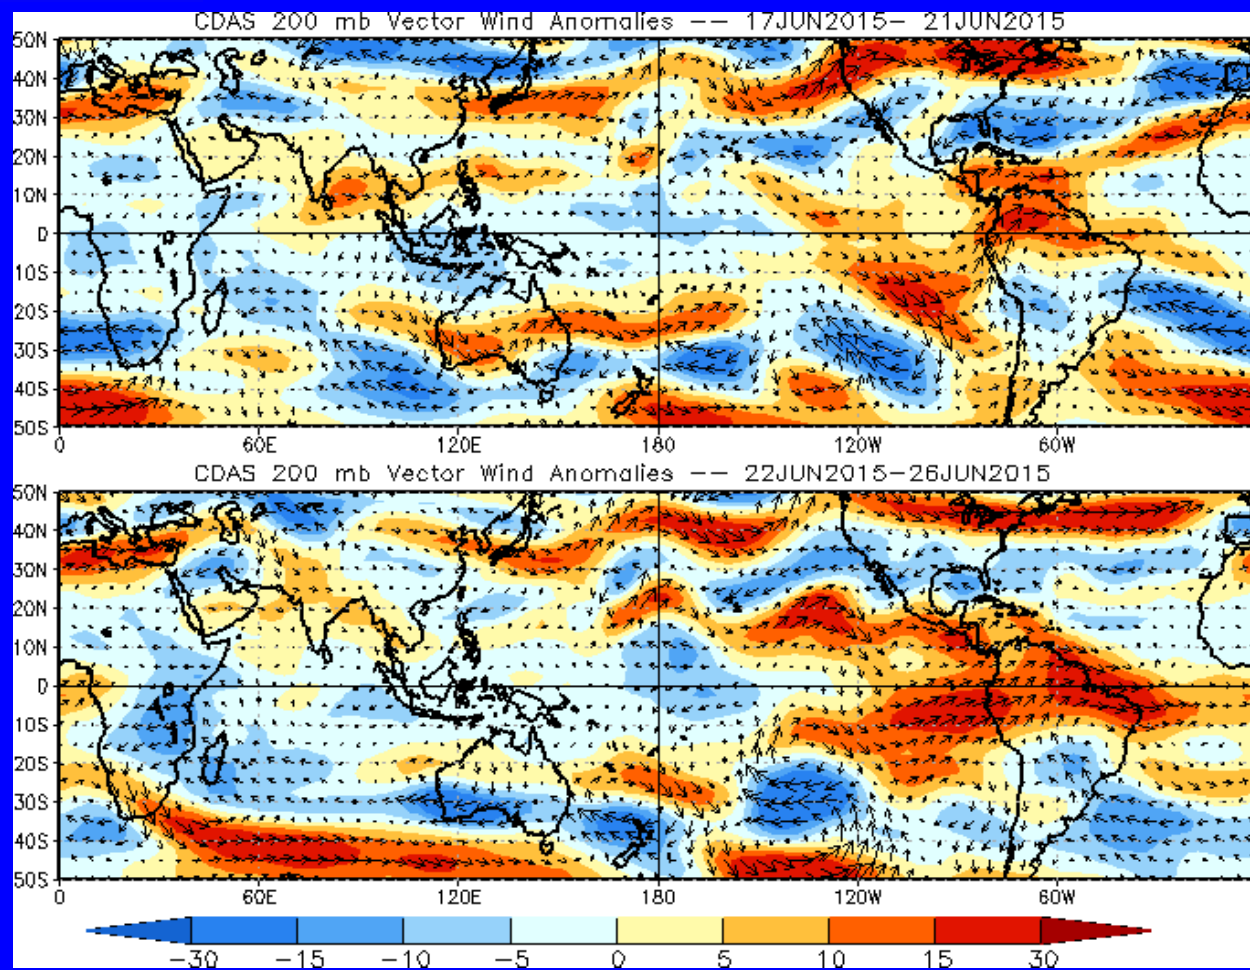 CDAS 200 mb Vector Wind Anomalies -- 17JUN2015- 21JUN2015
50N
40N
30N
20N
10N
0
10S
20S
30S
40S
50S
0 60E 120E 180 120W 60W
CDAS 200 mb Vector Wind Anomalies -- 22JUN2015-26JUN2015
50N
40N
30N
20N
10N
0
10S
20S
30S
40S
50S
0 60E 120E 180 120W 60W
-30 -15 -10 -5 0 5 10 15 30